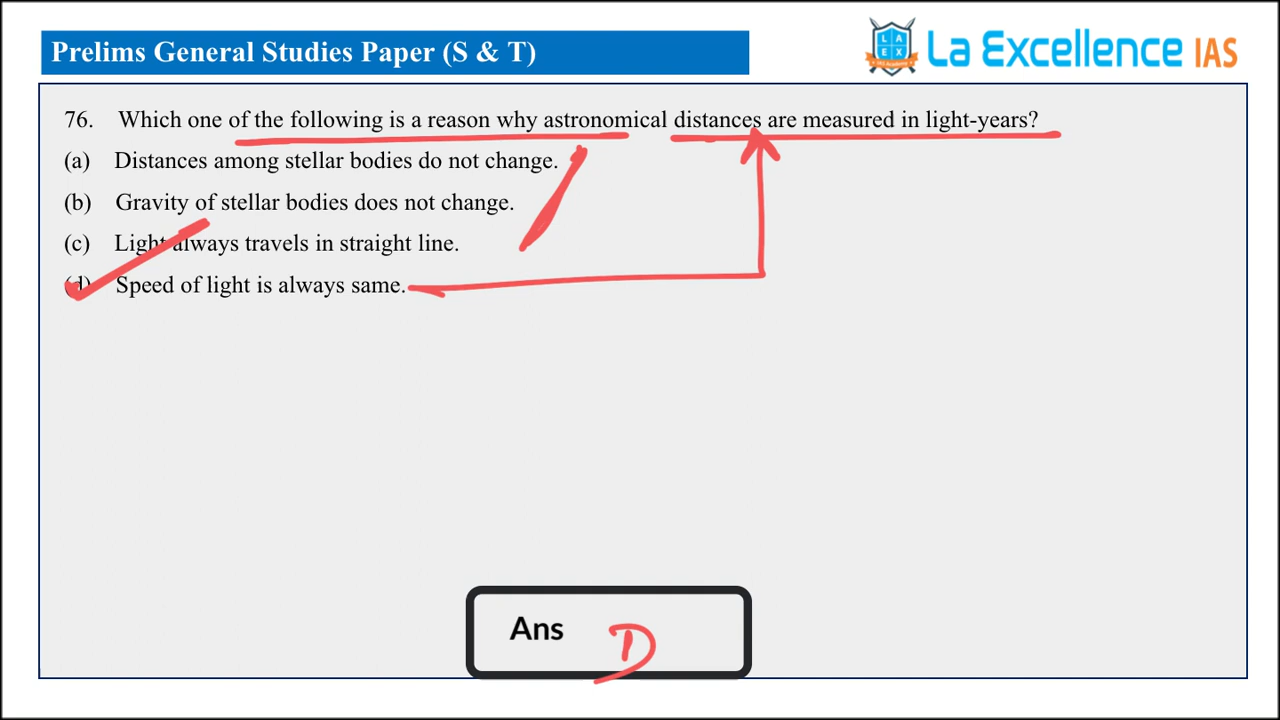 Prelims General Studies Paper (S & T)
La Excellence IAS
76. Which one of the following is a reason why astronomical distances are measured in light-years?
(a) Distances among stellar bodies do not change.
(b) Gravity of stellar bodies does not change.
(c) Light always travels in straight line.
(d) Speed of light is always same.
Ans D